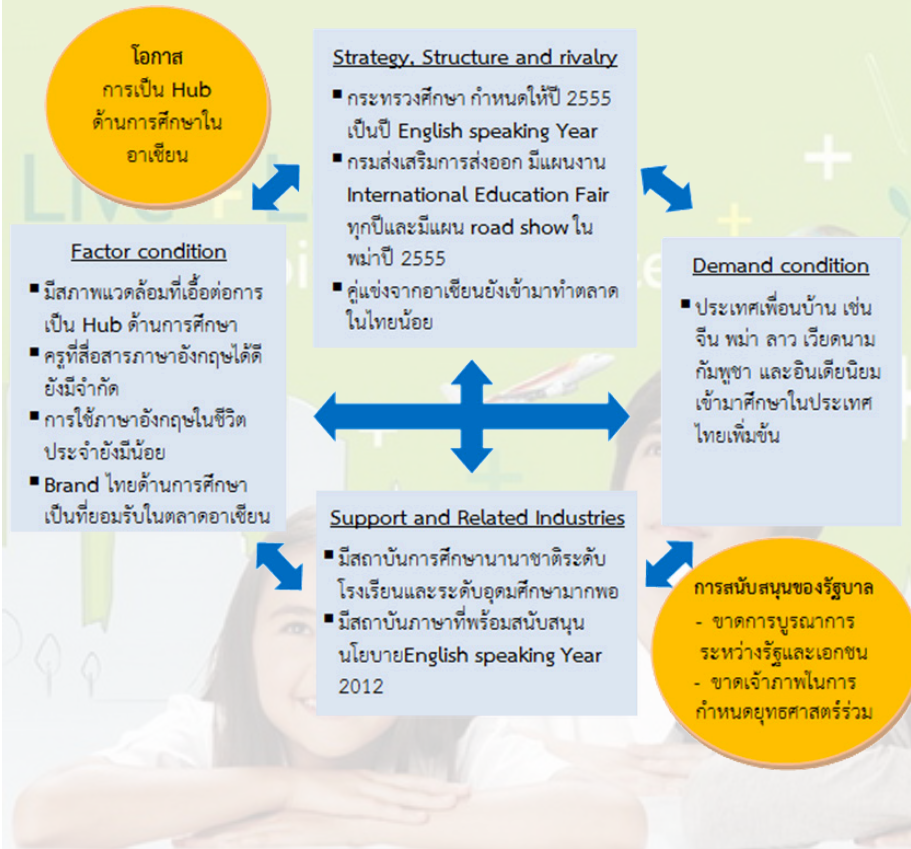 โอกาส
การเป็น Hub
ด้านการศึกษาใน
อาเซียน
Strategy, Structure and rivalry
▪ กระทรวงศึกษา กำหนดให้ปี 2555
เป็นปี English speaking Year
▪ กรมส่งเสริมการส่งออก มีแผนงาน
International Education Fair
ทุกปีและมีแผน road show ใน
พม่าปี 2555
▪ คู่แข่งจากอาเซียนยังเข้ามาทำตลาด
ในไทยน้อย
Factor condition
▪ มีสภาพแวดล้อมที่เอื้อต่อการ
เป็น Hub ด้านการศึกษา
▪ ครูที่สื่อสารภาษาอังกฤษได้ดี
ยังมีจำกัด
▪ การใช้ภาษาอังกฤษในชีวิต
ประจำยังมีน้อย
▪ Brand ไทยด้านการศึกษา
เป็นที่ยอมรับในตลาดอาเซียน
Demand condition
▪ ประเทศเพื่อนบ้าน เช่น
จีน พม่า ลาว เวียดนาม
กัมพูชา และอินเดียนิยม
เข้ามาศึกษาในประเทศ
ไทยเพิ่มข้น
Support and Related Industries
▪ มีสถาบันการศึกษานานาชาติระดับ
โรงเรียนและระดับอุดมศึกษามากพอ
▪ มีสถาบันภาษาที่พร้อมสนับสนุน
นโยบายEnglish speaking Year
2012
การสนับสนุนของรัฐบาล
- ขาดการบูรณาการ
ระหว่างรัฐและเอกชน
- ขาดเจ้าภาพในการ
กำหนดยุทธศาสตร์ร่วม